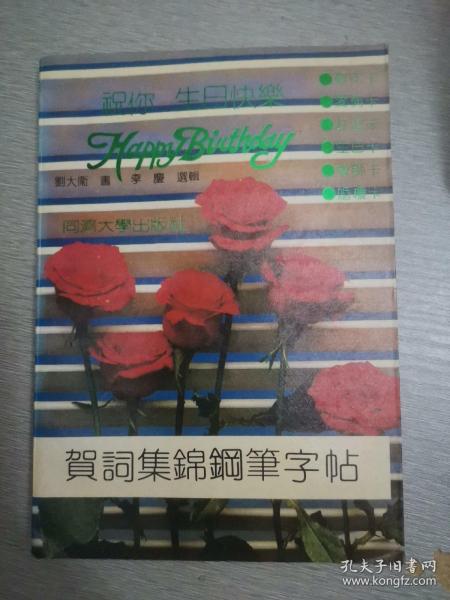 祝你 生日快樂
Happy Birthday
劉大衛 書 李慶 選輯
同濟大學出版社
賀詞集錦鋼筆字帖
孔夫子旧书网
www.kongfz.com